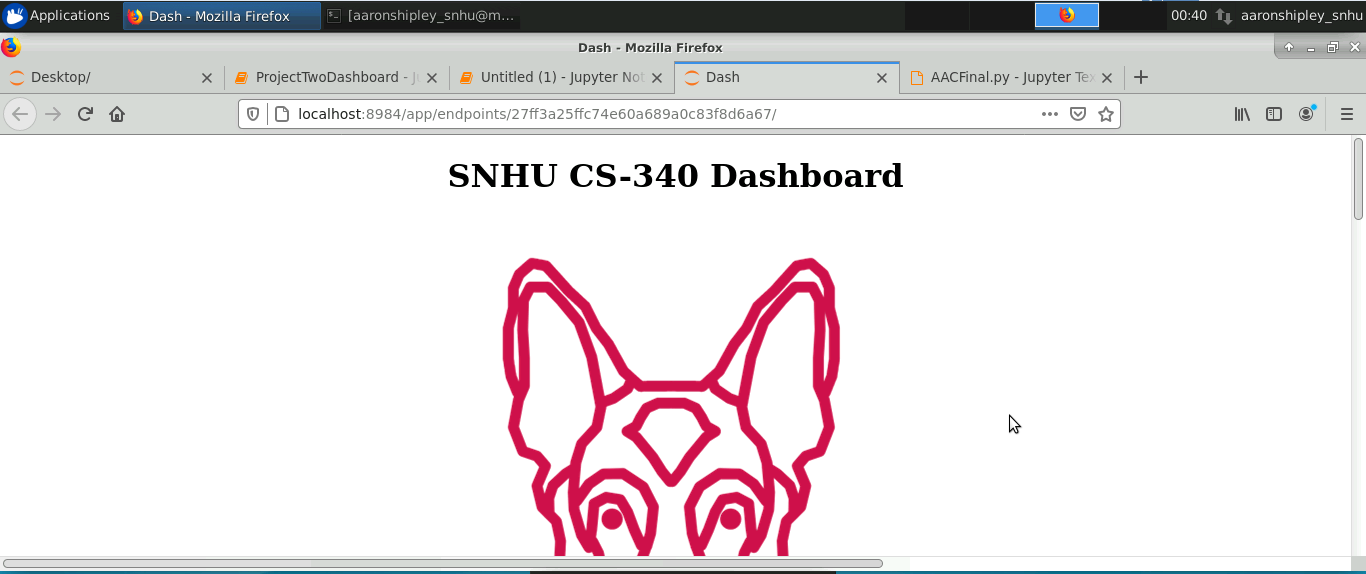 Applications
Dash - Mozilla Firefox
[aaronshipley_snhu@m...
00:40
aaronshipley_snhu
Dash - Mozilla Firefox
Desktop/
ProjectTwoDashboard - J
Untitled (1) - Jupyter Not
Dash
AACFinal.py - Jupyter Tex
localhost:8984/app/endpoints/27ff3a25ffc74e60a689a0c83f8d6a67/
SNHU CS-340 Dashboard